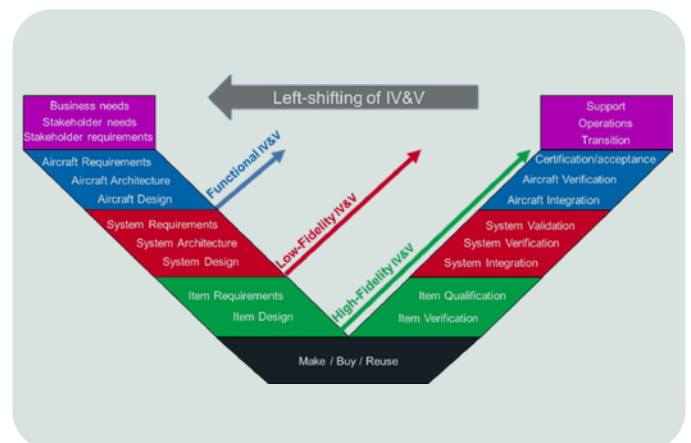 Left-shifting of IV&V
Business needs
Stakeholder needs
Stakeholder requirements
Aircraft Requirements
Aircraft Architecture
Aircraft Design
System Requirements
System Architecture
System Design
Item Requirements
Item Design
Make / Buy / Reuse
Functional IV&V
Low-Fidelity IV&V
High-Fidelity IV&V
Support
Operations
Transition
Certification/acceptance
Aircraft Verification
Aircraft Integration
System Validation
System Verification
System Integration
Item Qualification
Item Verification